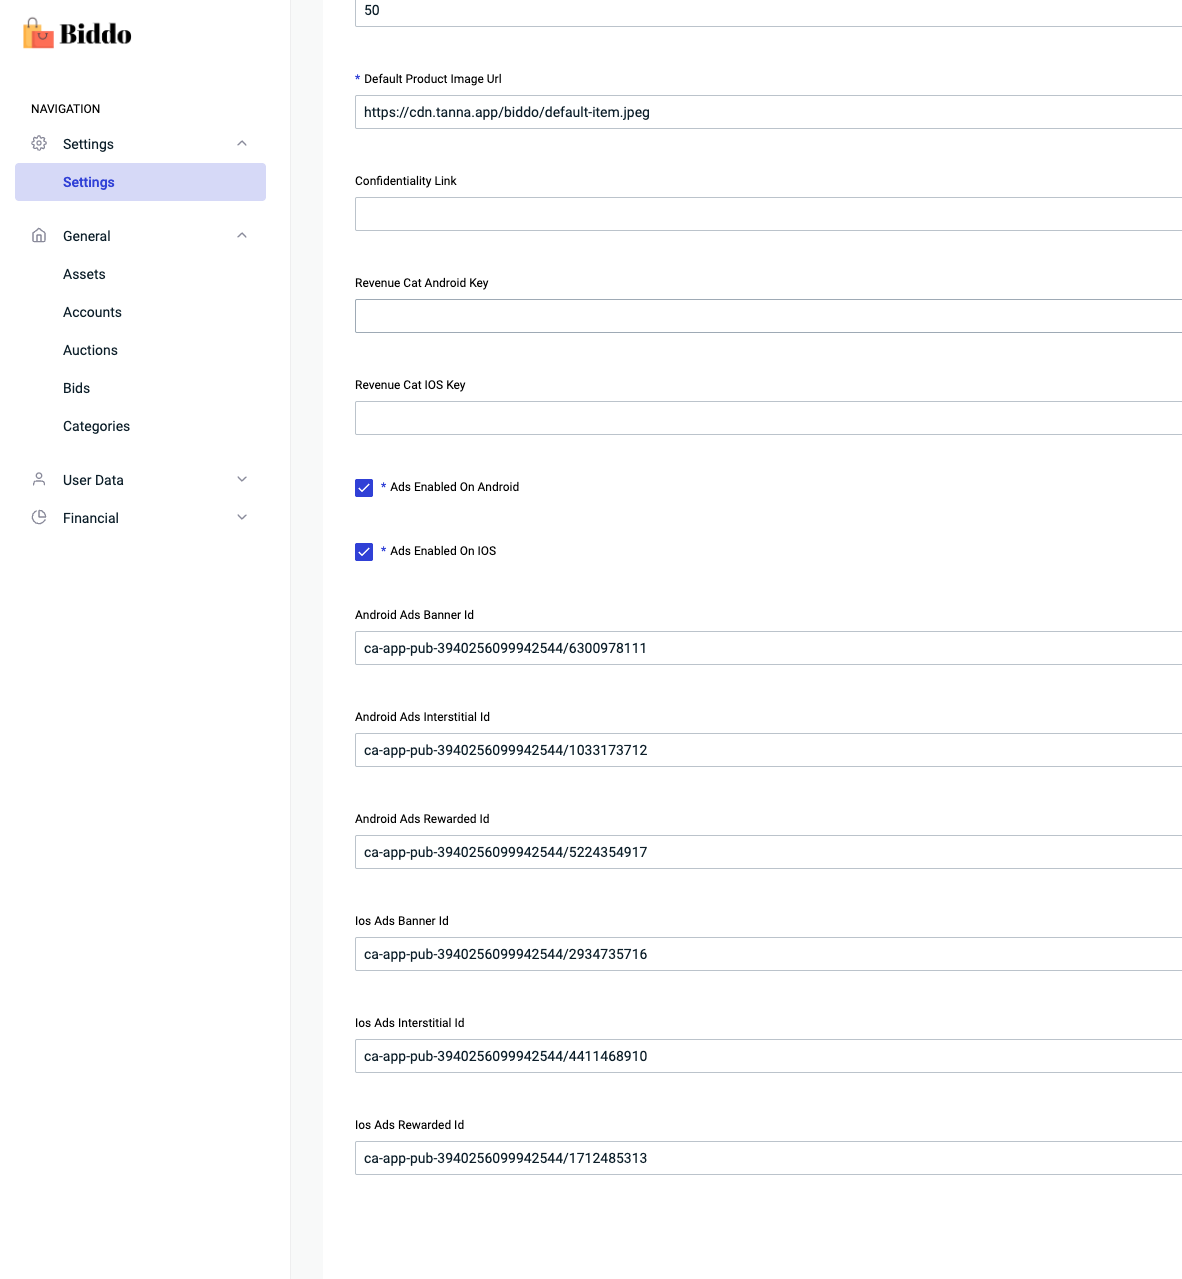 Biddo
NAVIGATION
Settings
Settings
General
Assets
Accounts
Auctions
Bids
Categories
User Data
Financial
50
* Default Product Image Url
https://cdn.tanna.app/biddo/default-item.jpeg
Confidentiality Link
Revenue Cat Android Key
Revenue Cat IOS Key
* Ads Enabled On Android
* Ads Enabled On IOS
Android Ads Banner Id
ca-app-pub-3940256099942544/6300978111
Android Ads Interstitial Id
ca-app-pub-3940256099942544/1033173712
Android Ads Rewarded Id
ca-app-pub-3940256099942544/5224354917
Ios Ads Banner Id
ca-app-pub-3940256099942544/2934735716
Ios Ads Interstitial Id
ca-app-pub-3940256099942544/4411468910
Ios Ads Rewarded Id
ca-app-pub-3940256099942544/1712485313